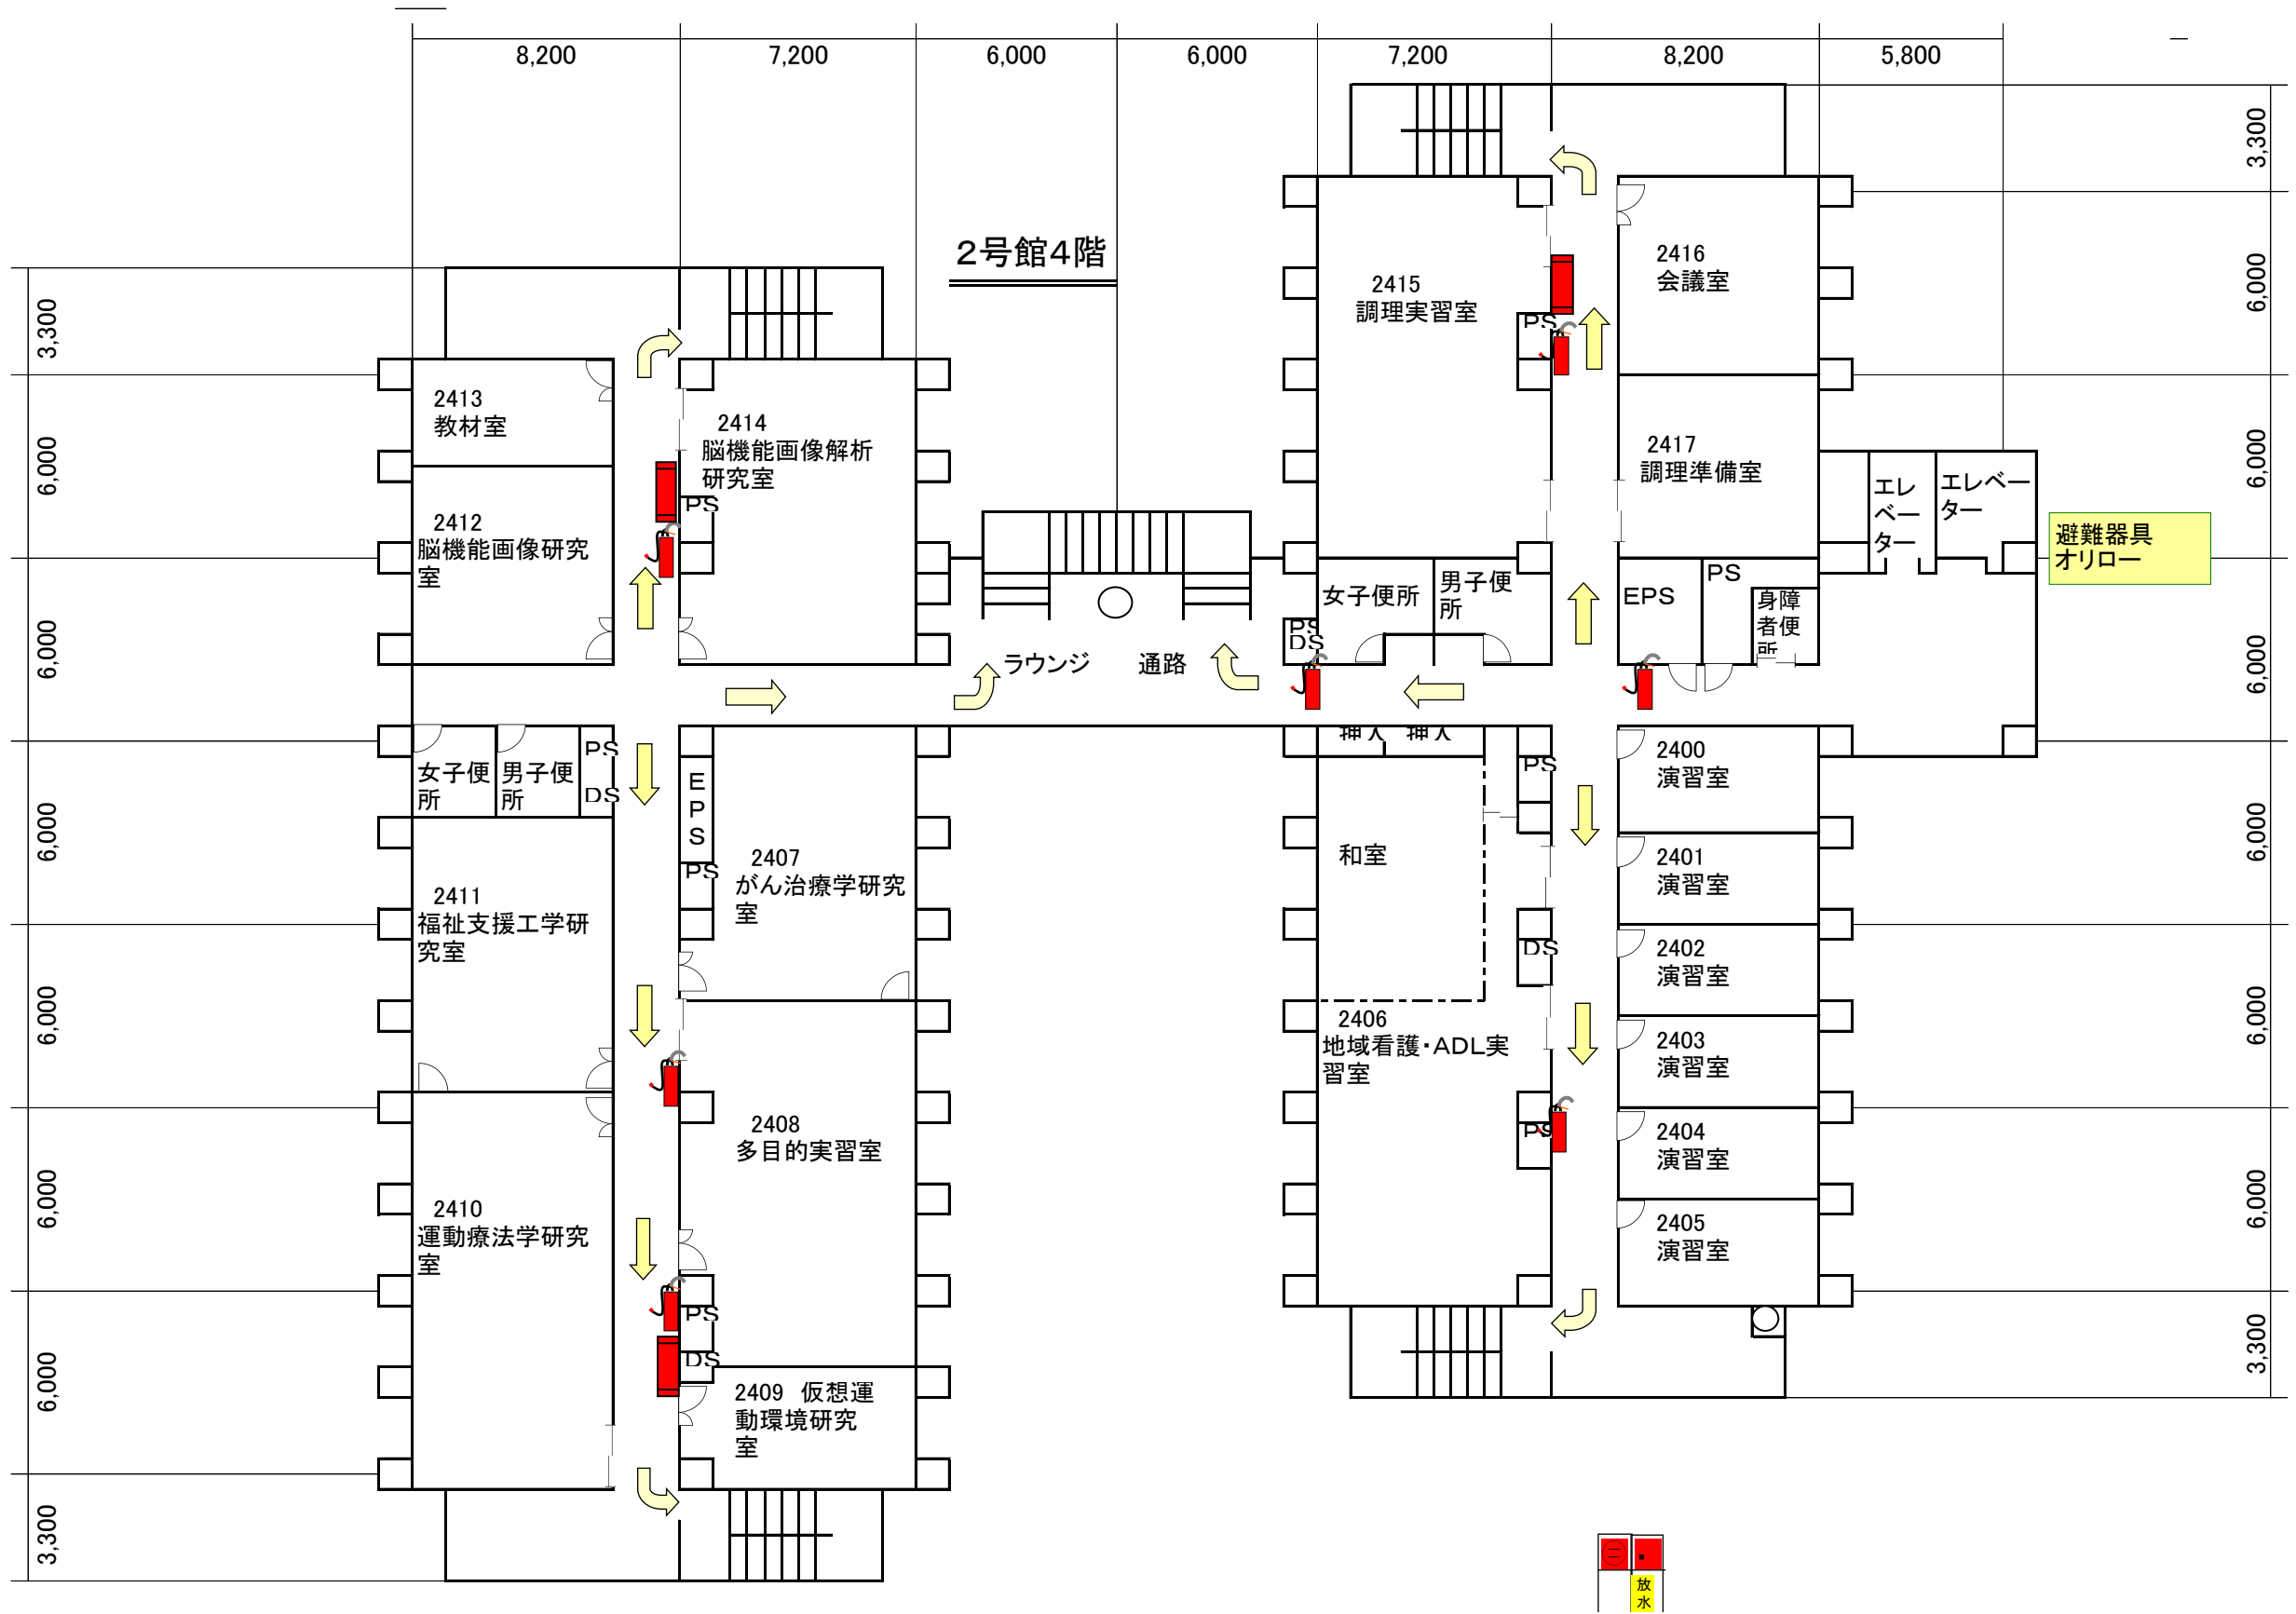 8,200
7,200
6,000
6,000
7,200
8,200
5,800
2号館4階
3,300
6,000
6,000
6,000
6,000
6,000
6,000
6,000
3,300
2413
教材室
2412
脳機能画像研究
室
2414
脳機能画像解析
研究室
PS
女子便
所
男子便
所
PS
DS
E
P
S
PS
2407
がん治療学研究
室
2411
福祉支援工学研
究室
2408
多目的実習室
2410
運動療法学研究
室
PS
DS
2409 仮想運
動環境研究
室
ラウンジ
通路
2415
調理実習室
PS
2416
会議室
2417
調理準備室
エレ
ベー
ター
エレベー
ター
避難器具
オリロー
女子便所
男子便
所
PS
DS
EPS
PS
身障
者便
所
押入
押入
PS
和室
DS
2406
地域看護・ADL実
習室
PS
2400
演習室
2401
演習室
2402
演習室
2403
演習室
2404
演習室
2405
演習室
3,300
6,000
6,000
6,000
6,000
6,000
6,000
3,300
放
水